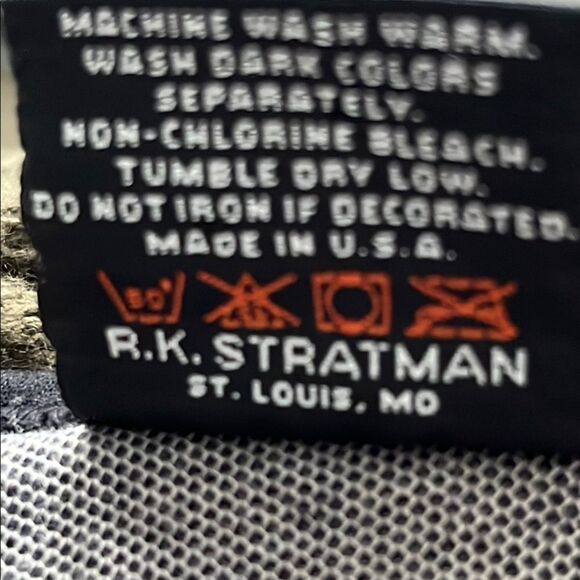 MACHINE WASH WARM.
WASH DARK COLORS
SEPARATELY.
NON-CHLORINE BLEACH.
TUMBLE DRY LOW.
DO NOT IRON IF DECORATED.
MADE IN U.S.A.
R.K. STRATMAN
ST. LOUIS, MO